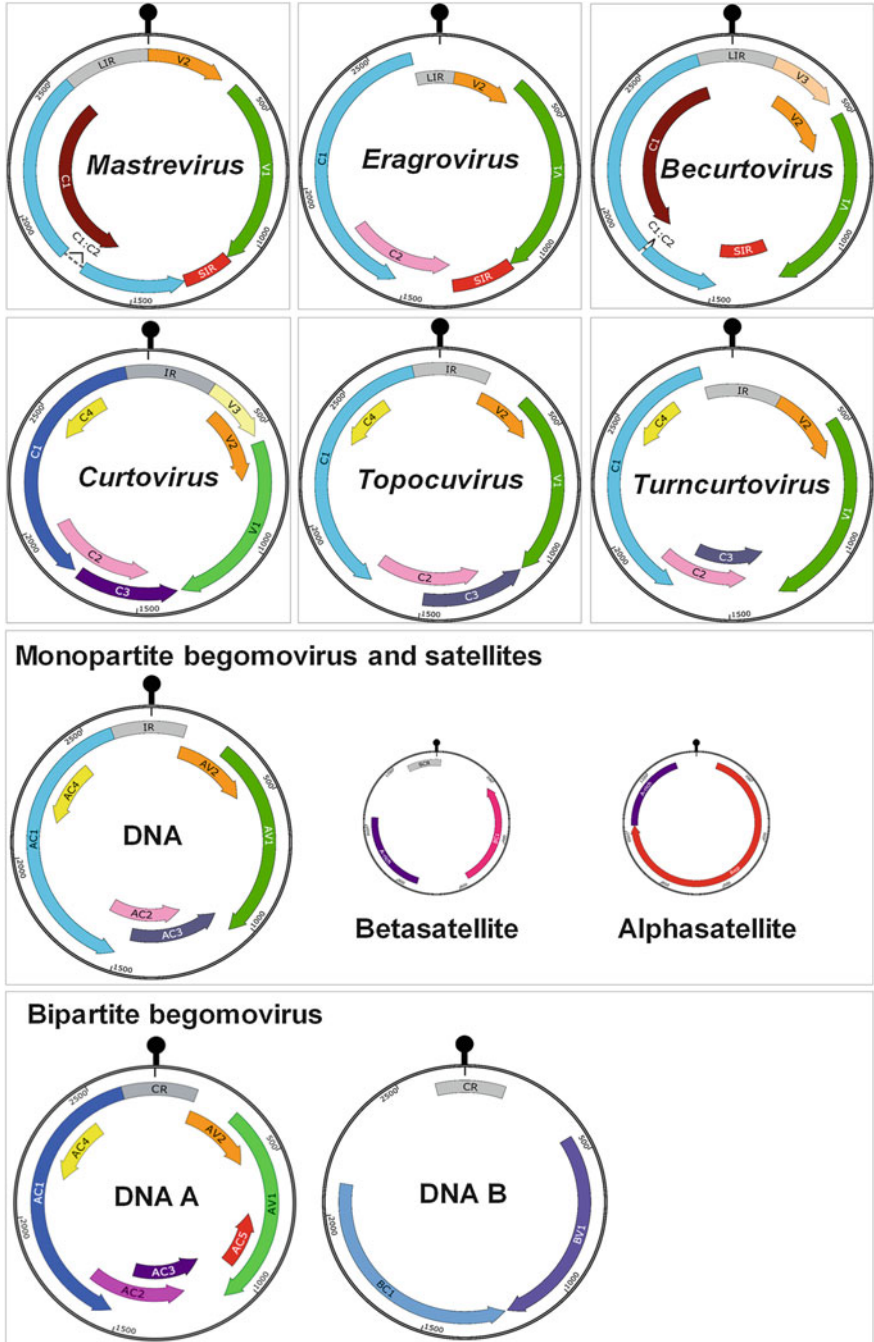 LIR
V2
2500
500
C1
V1
Mastrevirus
2000
C1:C2
SIR
1000
1500
2500
LIR
V2
500
C1
V1
Eragrovirus
2000
C2
SIR
1000
1500
LIR
V3
2500
500
V2
C1
V1
Becurtovirus
2000
C1:C2
SIR
1000
1500
IR
V3
2500
500
C4
V2
C1
V1
Curtovirus
2000
C2
C3
1000
1500
IR
2500
V2
500
C4
C1
V1
Topocuvirus
2000
C2
C3
1000
1500
IR
2500
V2
500
C4
C1
V1
Turncurtovirus
2000
C3
C2
1000
1500
Monopartite begomovirus and satellites
IR
2500
AV2
500
AC4
AC1
AV1
DNA
2000
AC2
AC3
1000
1500
SCR
Betasatellite
Alphasatellite
Bipartite begomovirus
CR
2500
AV2
500
AC4
AC1
AV1
DNA A
2000
AC5
AC3
AC2
1000
1500
CR
2500
500
DNA B
2000
BV1
BC1
1000
1500